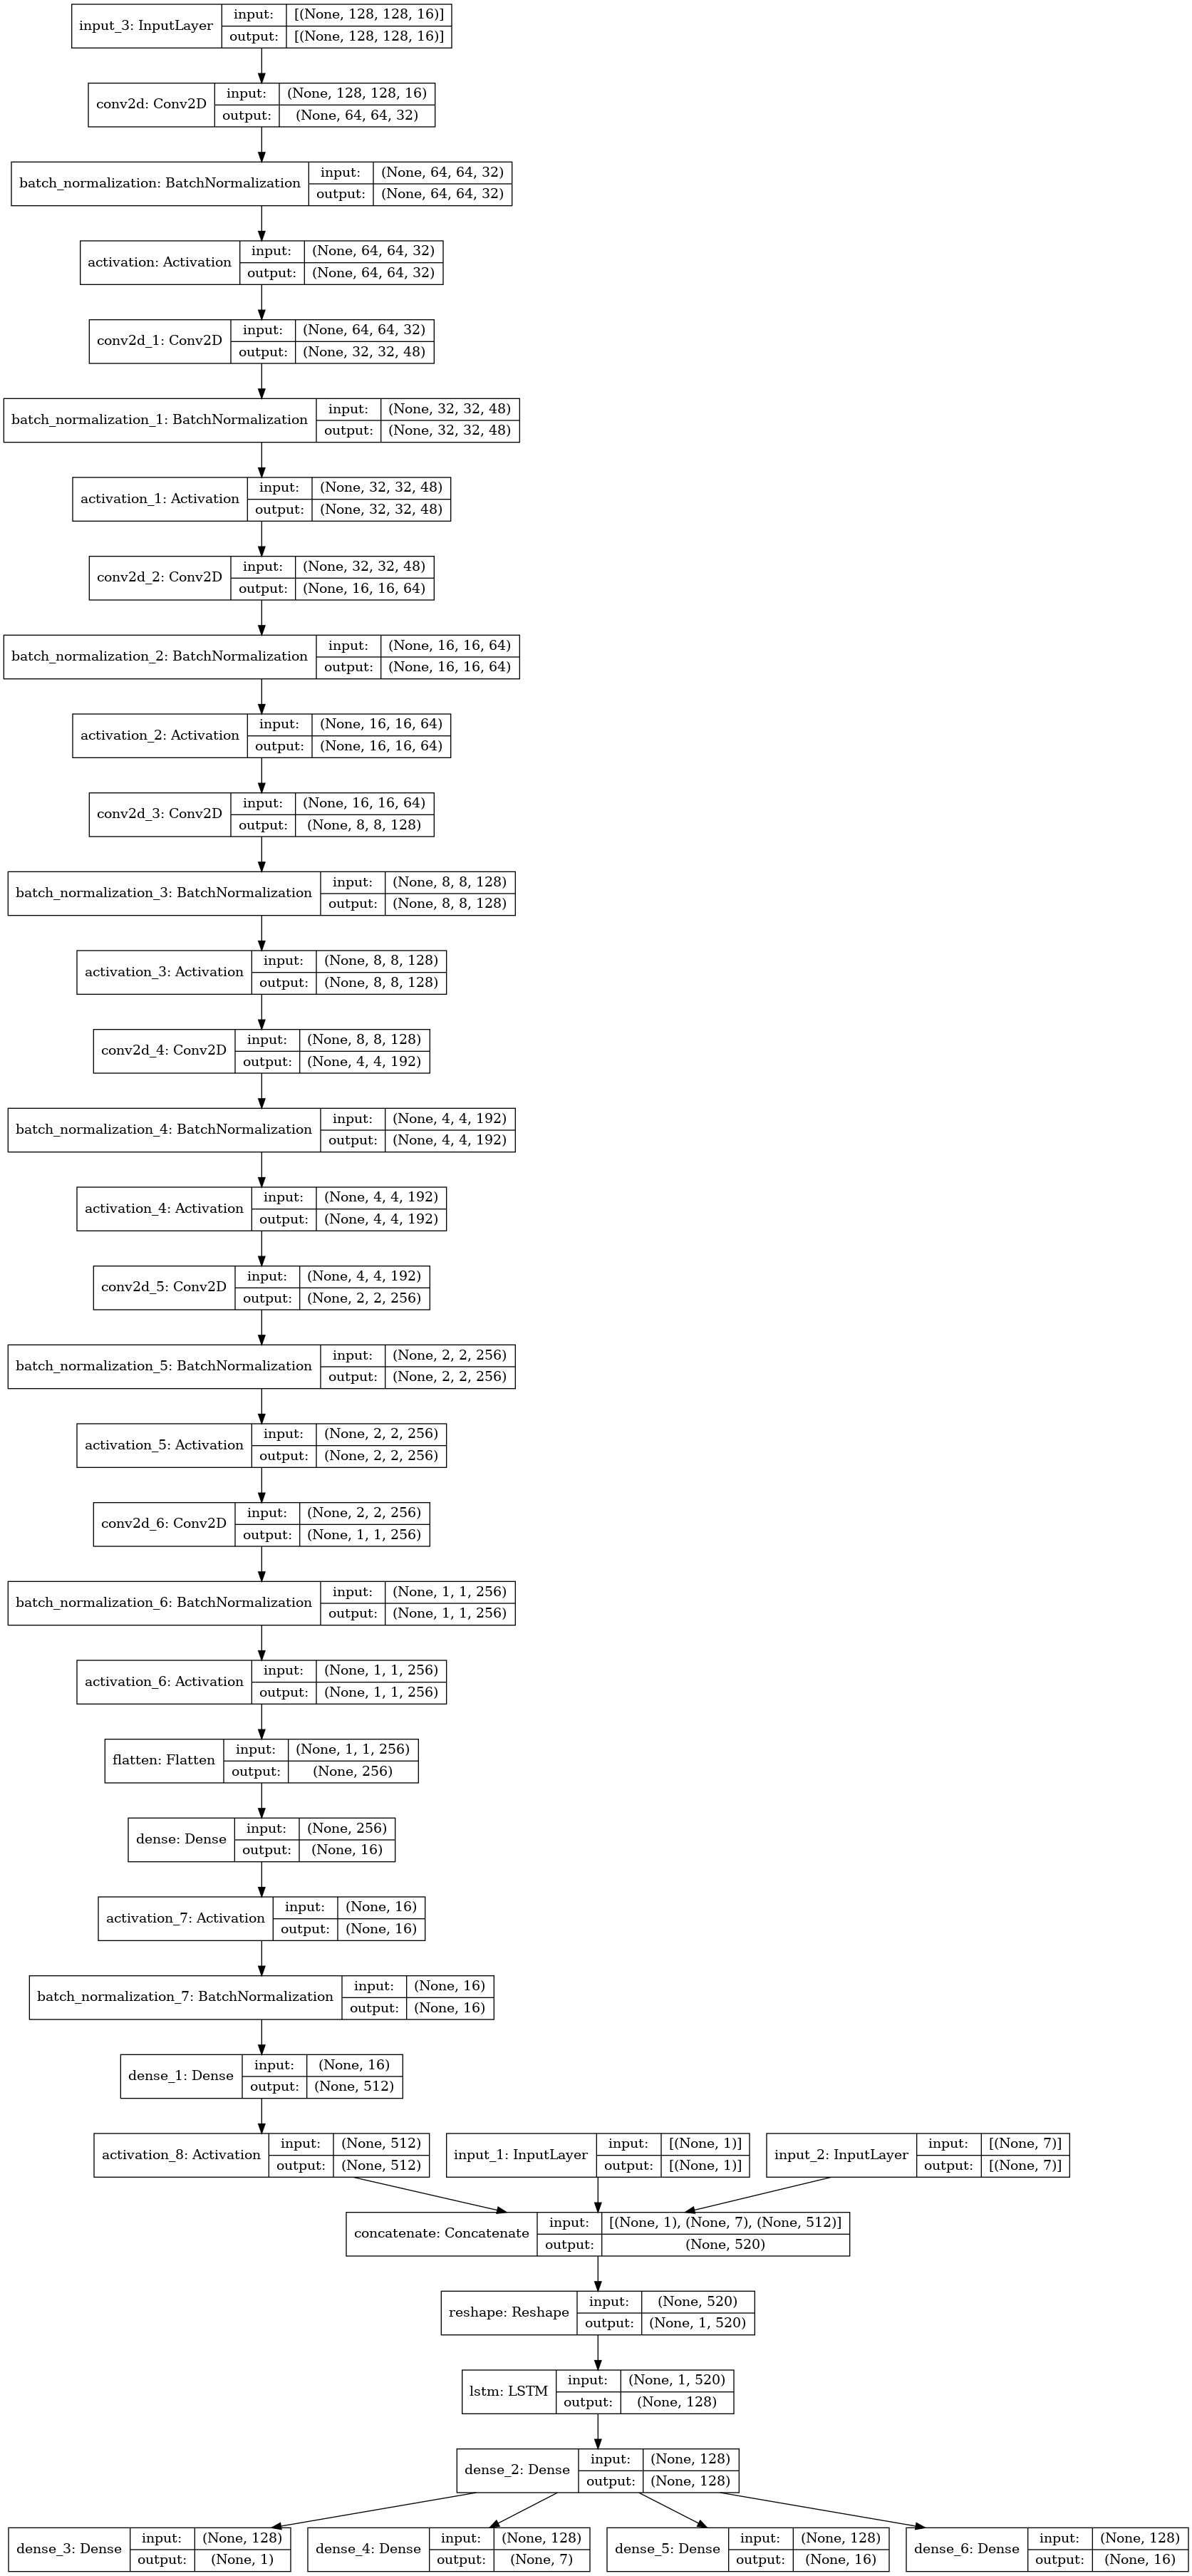 input_3: InputLayer input: [(None, 128, 128, 16)]
output: [(None, 128, 128, 16)]
conv2d: Conv2D input: (None, 128, 128, 16)
output: (None, 64, 64, 32)
batch_normalization: BatchNormalization input: (None, 64, 64, 32)
output: (None, 64, 64, 32)
activation: Activation input: (None, 64, 64, 32)
output: (None, 64, 64, 32)
conv2d_1: Conv2D input: (None, 64, 64, 32)
output: (None, 32, 32, 48)
batch_normalization_1: BatchNormalization input: (None, 32, 32, 48)
output: (None, 32, 32, 48)
activation_1: Activation input: (None, 32, 32, 48)
output: (None, 32, 32, 48)
conv2d_2: Conv2D input: (None, 32, 32, 48)
output: (None, 16, 16, 64)
batch_normalization_2: BatchNormalization input: (None, 16, 16, 64)
output: (None, 16, 16, 64)
activation_2: Activation input: (None, 16, 16, 64)
output: (None, 16, 16, 64)
conv2d_3: Conv2D input: (None, 16, 16, 64)
output: (None, 8, 8, 128)
batch_normalization_3: BatchNormalization input: (None, 8, 8, 128)
output: (None, 8, 8, 128)
activation_3: Activation input: (None, 8, 8, 128)
output: (None, 8, 8, 128)
conv2d_4: Conv2D input: (None, 8, 8, 128)
output: (None, 4, 4, 192)
batch_normalization_4: BatchNormalization input: (None, 4, 4, 192)
output: (None, 4, 4, 192)
activation_4: Activation input: (None, 4, 4, 192)
output: (None, 4, 4, 192)
conv2d_5: Conv2D input: (None, 4, 4, 192)
output: (None, 2, 2, 256)
batch_normalization_5: BatchNormalization input: (None, 2, 2, 256)
output: (None, 2, 2, 256)
activation_5: Activation input: (None, 2, 2, 256)
output: (None, 2, 2, 256)
conv2d_6: Conv2D input: (None, 2, 2, 256)
output: (None, 1, 1, 256)
batch_normalization_6: BatchNormalization input: (None, 1, 1, 256)
output: (None, 1, 1, 256)
activation_6: Activation input: (None, 1, 1, 256)
output: (None, 1, 1, 256)
flatten: Flatten input: (None, 1, 1, 256)
output: (None, 256)
dense: Dense input: (None, 256)
output: (None, 16)
activation_7: Activation input: (None, 16)
output: (None, 16)
batch_normalization_7: BatchNormalization input: (None, 16)
output: (None, 16)
dense_1: Dense input: (None, 16)
output: (None, 512)
activation_8: Activation input: (None, 512)
output: (None, 512)
input_1: InputLayer input: [(None, 1)]
output: [(None, 1)]
input_2: InputLayer input: [(None, 7)]
output: [(None, 7)]
concatenate: Concatenate input: [(None, 1), (None, 7), (None, 512)]
output: (None, 520)
reshape: Reshape input: (None, 520)
output: (None, 1, 520)
lstm: LSTM input: (None, 1, 520)
output: (None, 128)
dense_2: Dense input: (None, 128)
output: (None, 128)
dense_3: Dense input: (None, 128)
output: (None, 1)
dense_4: Dense input: (None, 128)
output: (None, 7)
dense_5: Dense input: (None, 128)
output: (None, 16)
dense_6: Dense input: (None, 128)
output: (None, 16)